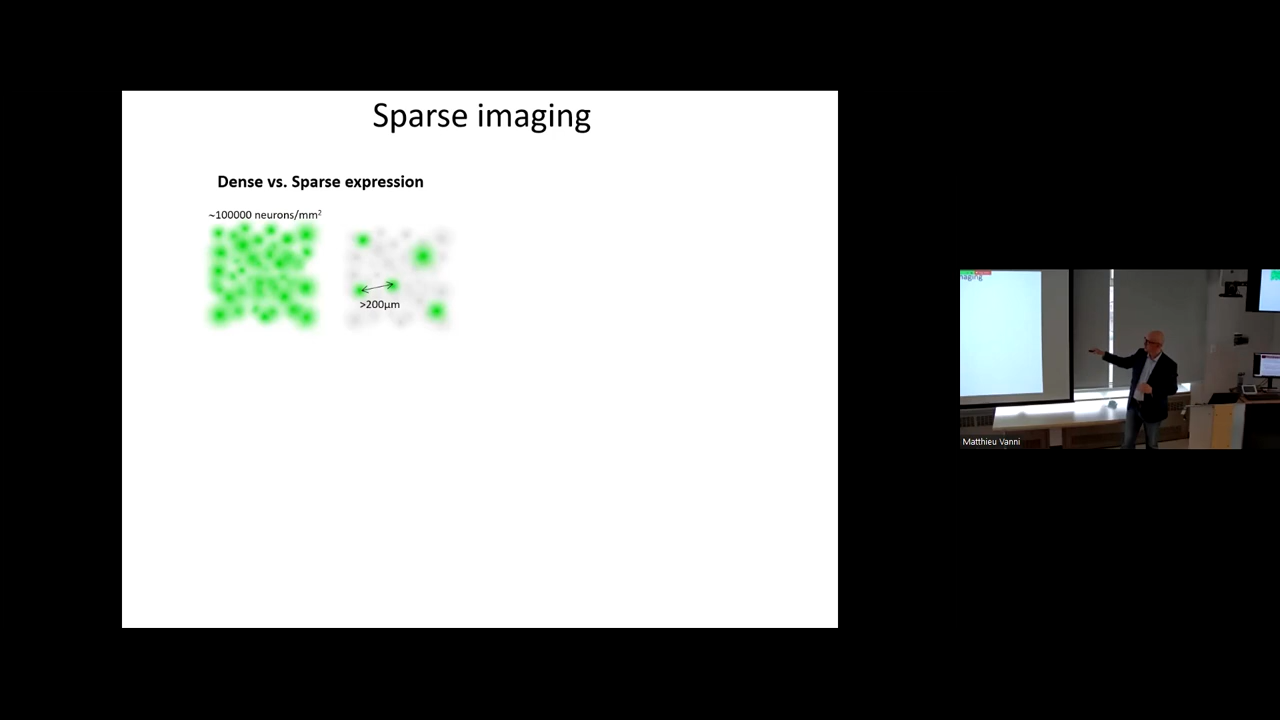 Sparse imaging
Dense vs. Sparse expression
~100000 neurons/mm²
>200µm
Matthieu Vanni